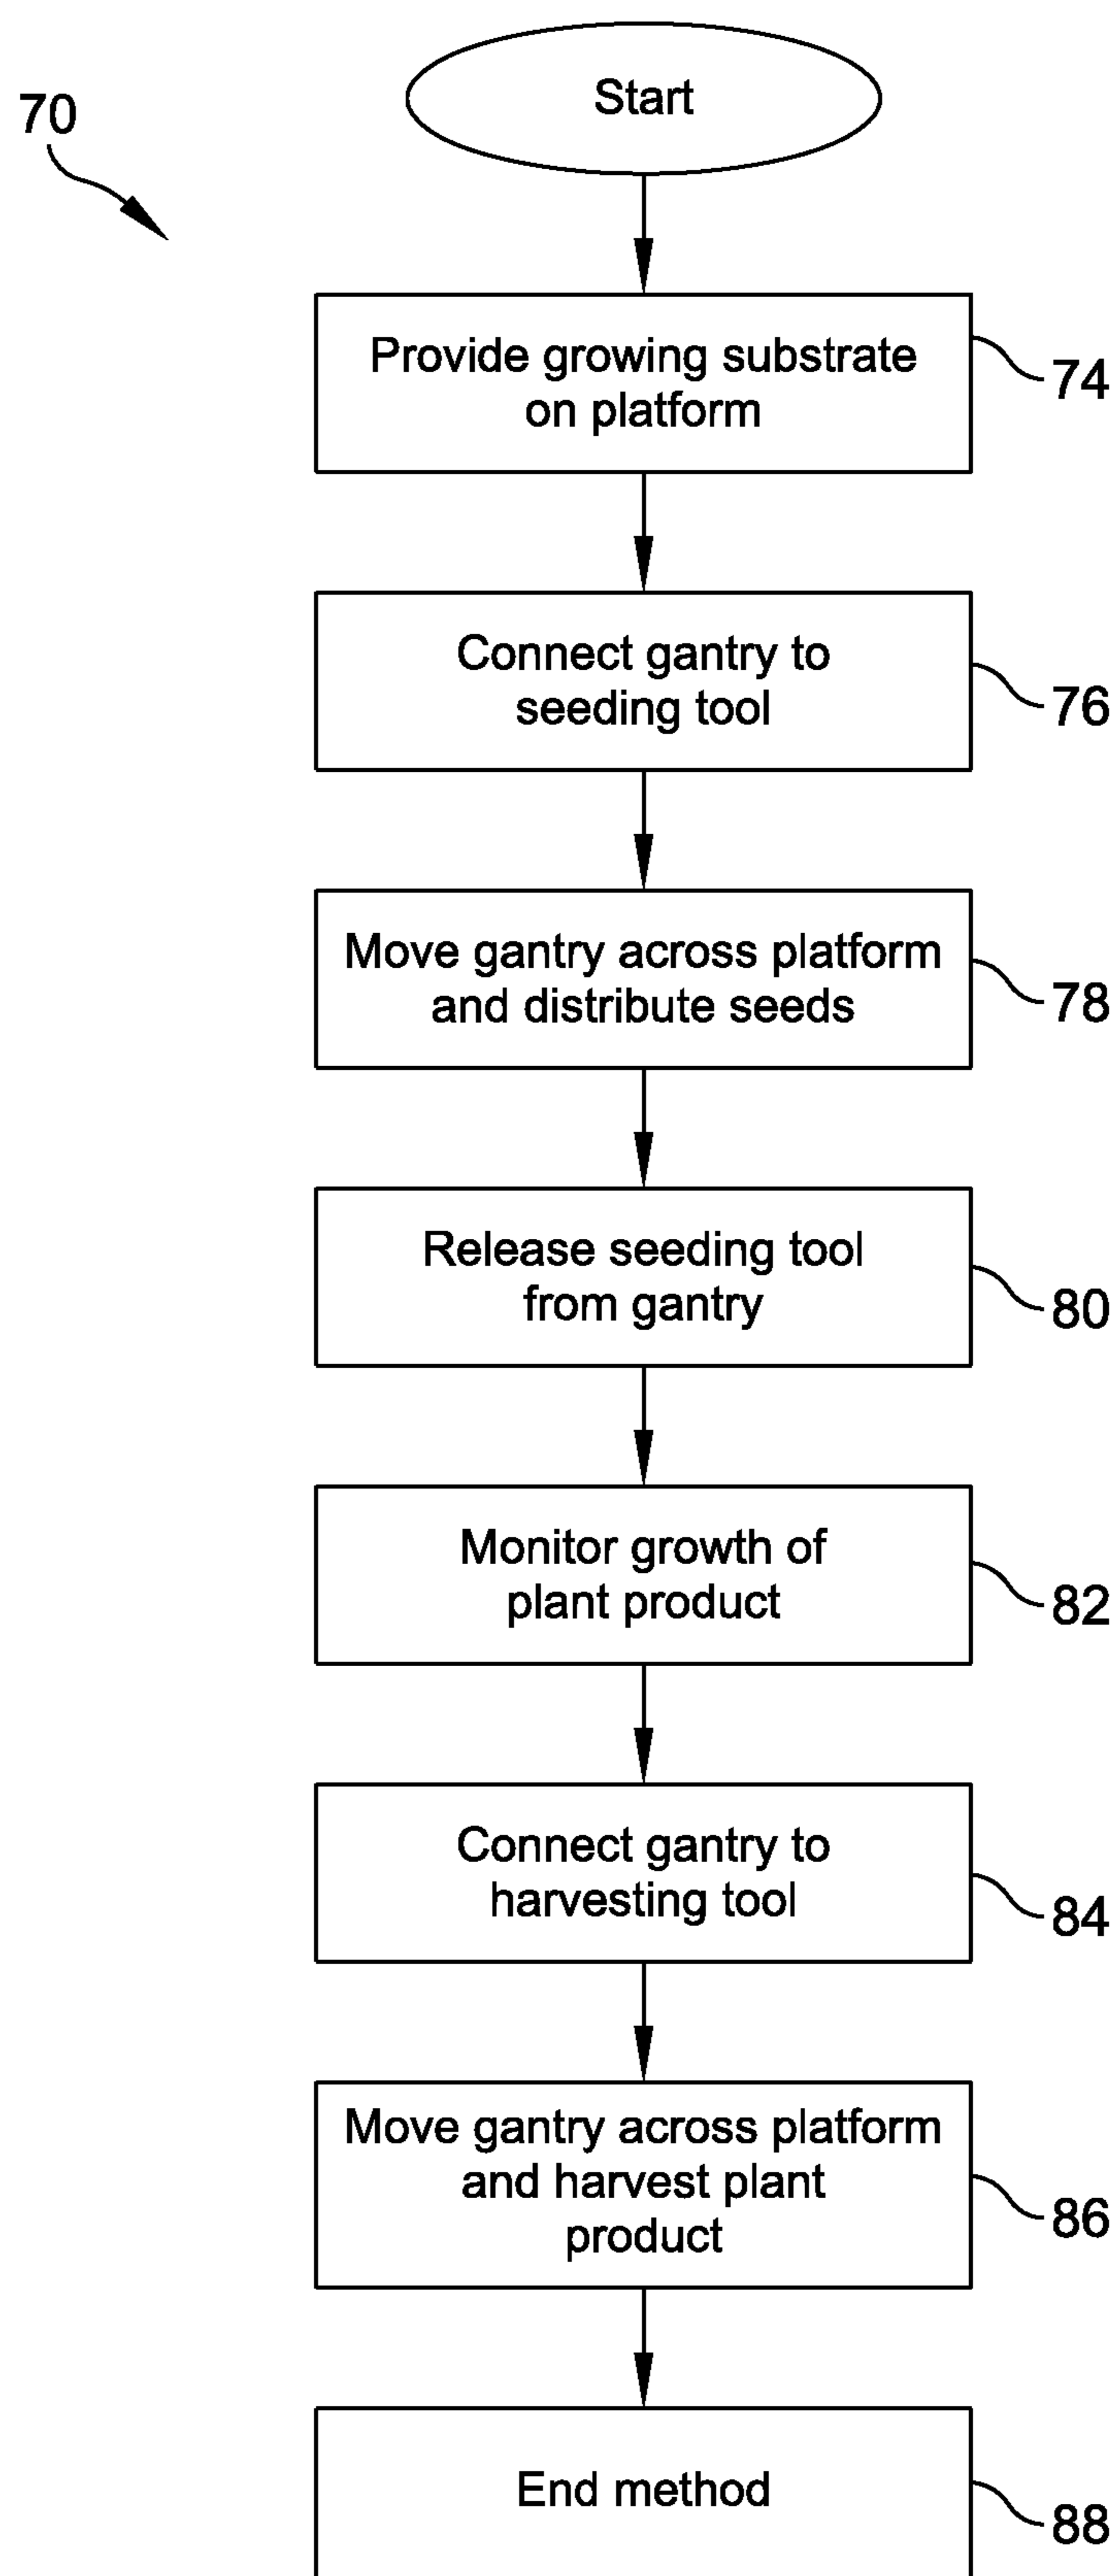 70
Start
Provide growing substrate
on platform
74
Connect gantry to
seeding tool
76
Move gantry across platform
and distribute seeds
78
Release seeding tool
from gantry
80
Monitor growth of
plant product
82
Connect gantry to
harvesting tool
84
Move gantry across platform
and harvest plant
product
86
End method
88